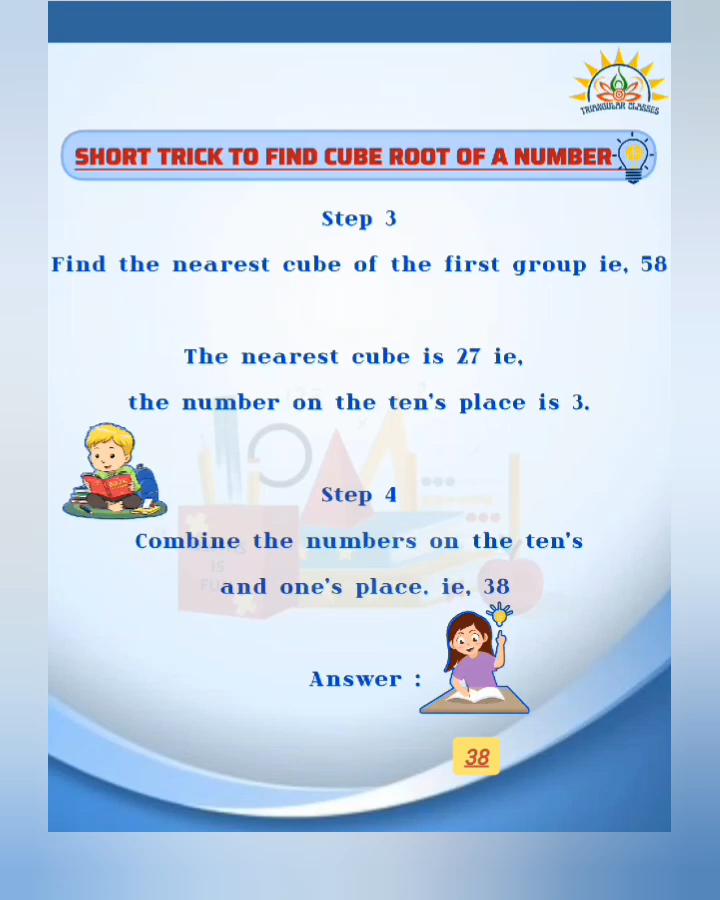 TRIANGULAR CLASSES
SHORT TRICK TO FIND CUBE ROOT OF A NUMBER
Step 3
Find the nearest cube of the first group ie, 58
The nearest cube is 27 ie,
the number on the ten's place is 3.
Step 4
Combine the numbers on the ten's
and one's place. ie, 38
IS
Answer :
38